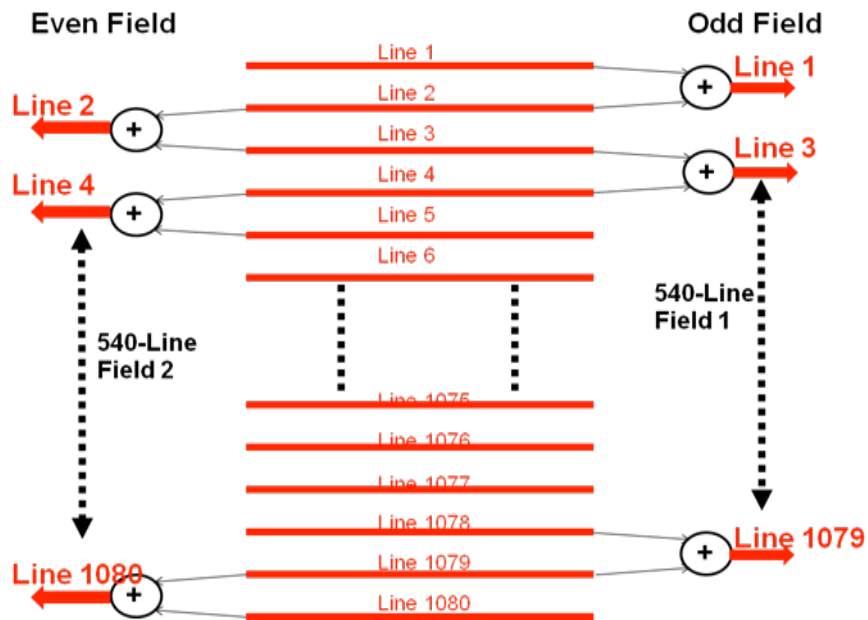 Even Field
Odd Field
Line 1
Line 1
Line 2
Line 2
Line 3
Line 3
Line 4
Line 4
Line 5
Line 6
540-Line
Field 1
540-Line
Field 2
Line 1075
Line 1076
Line 1077
Line 1078
Line 1079
Line 1079
Line 1080
Line 1080
+
+
+
+
+
+